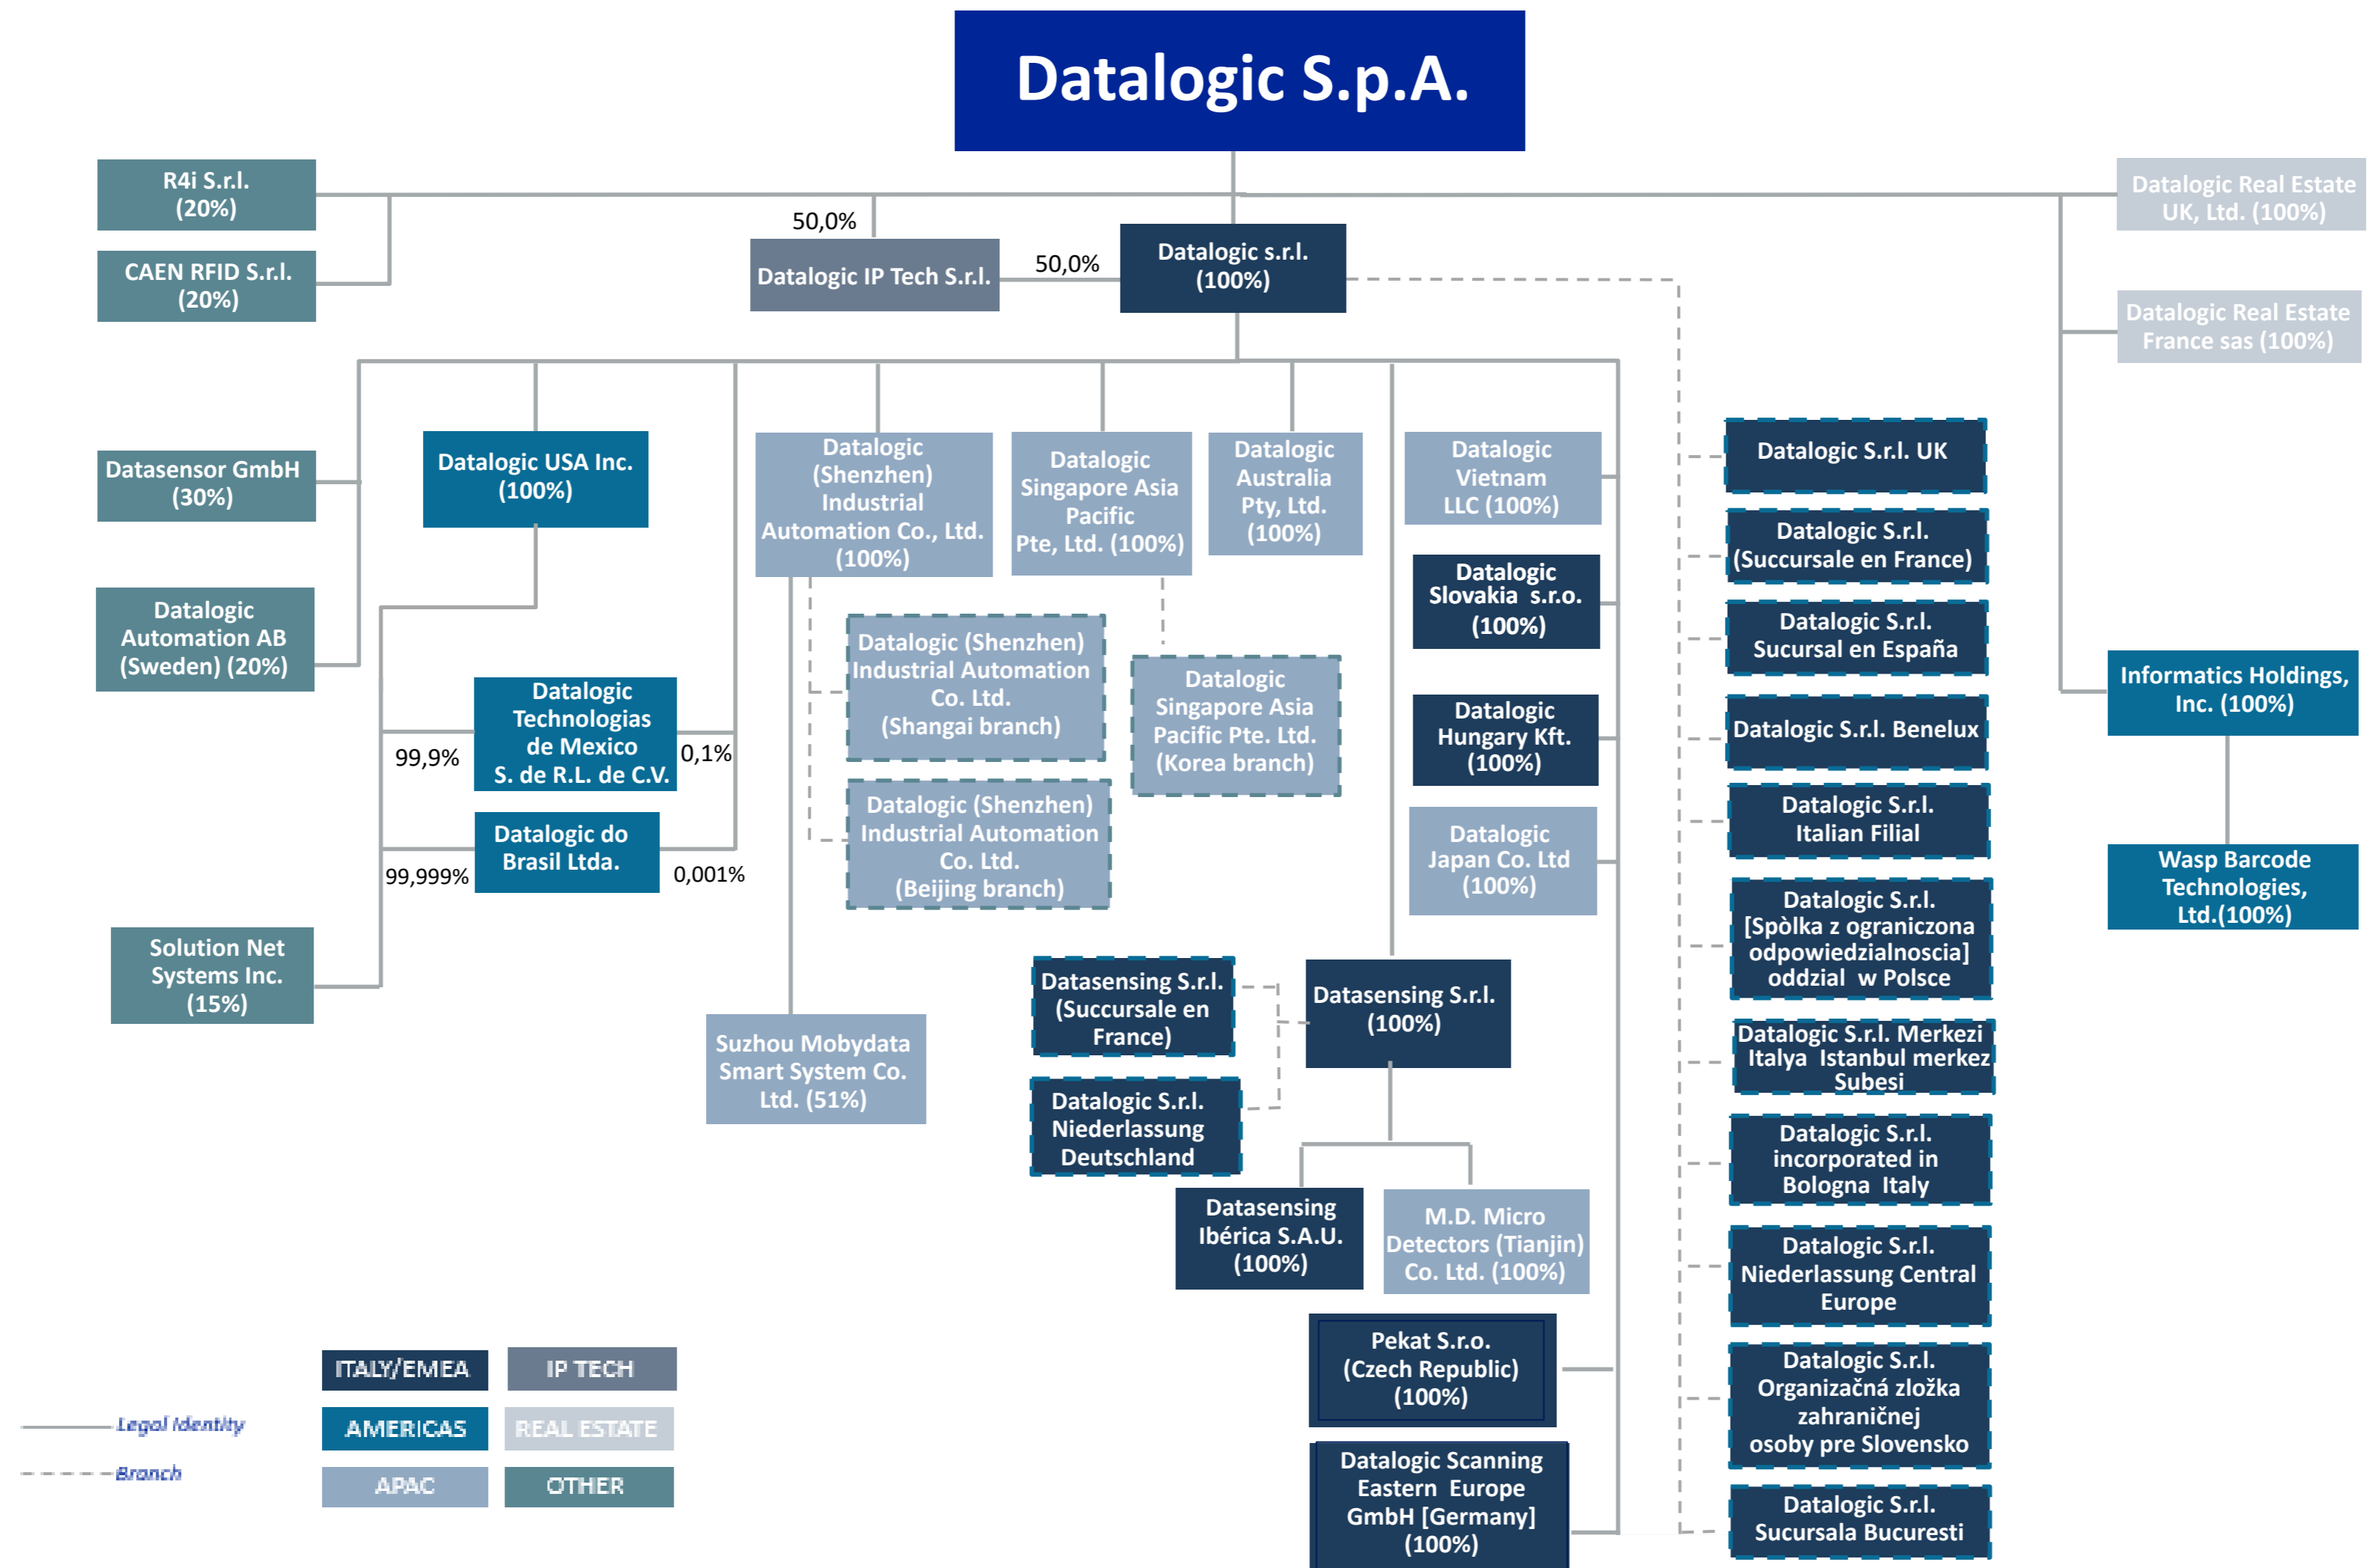 Datalogic S.p.A.
R4i S.r.l.
(20%)
CAEN RFID S.r.l.
(20%)
50,0%
Datalogic IP Tech S.r.l.
50,0%
Datalogic s.r.l.
(100%)
Datalogic Real Estate
UK, Ltd. (100%)
Datalogic Real Estate
France sas (100%)
Datasensor GmbH
(30%)
Datalogic
Automation AB
(Sweden) (20%)
Datalogic USA Inc.
(100%)
Datalogic
Technologias
de Mexico
S. de R.L. de C.V.
99,9%
0,1%
Datalogic do
Brasil Ltda.
99,999%
0,001%
Solution Net
Systems Inc.
(15%)
Datalogic
(Shenzhen)
Industrial
Automation Co., Ltd.
(100%)
Datalogic
Singapore Asia
Pacific
Pte, Ltd. (100%)
Datalogic
Australia
Pty, Ltd.
(100%)
Datalogic
Vietnam
LLC (100%)
Datalogic
Slovakia s.r.o.
(100%)
Datalogic
Hungary Kft.
(100%)
Datalogic
Japan Co. Ltd
(100%)
Datalogic (Shenzhen)
Industrial Automation
Co. Ltd.
(Shangai branch)
Datalogic (Shenzhen)
Industrial Automation
Co. Ltd.
(Beijing branch)
Datalogic
Singapore Asia
Pacific Pte. Ltd.
(Korea branch)
Suzhou Mobydata
Smart System Co.
Ltd. (51%)
Datasensing S.r.l.
(Succursale en
France)
Datalogic S.r.l.
Niederlassung
Deutschland
Datasensing S.r.l.
(100%)
Datasensing
Ibérica S.A.U.
(100%)
M.D. Micro
Detectors (Tianjin)
Co. Ltd. (100%)
Pekat S.r.o.
(Czech Republic)
(100%)
Datalogic Scanning
Eastern Europe
GmbH [Germany]
(100%)
Datalogic S.r.l. UK
Datalogic S.r.l.
(Succursale en France)
Datalogic S.r.l.
Sucursal en España
Datalogic S.r.l. Benelux
Datalogic S.r.l.
Italian Filial
Datalogic S.r.l.
[Spòlka z ograniczona
odpowiedzialnoscia]
oddzial w Polsce
Datalogic S.r.l. Merkezi
Italya Istanbul merkez
Subesi
Datalogic S.r.l.
incorporated in
Bologna Italy
Datalogic S.r.l.
Niederlassung Central
Europe
Datalogic S.r.l.
Organizačná zložka
zahraničnej
osoby pre Slovensko
Datalogic S.r.l.
Sucursala Bucuresti
Informatics Holdings,
Inc. (100%)
Wasp Barcode
Technologies,
Ltd.(100%)
Legal Identity
Branch
ITALY/EMEA
IP TECH
AMERICAS
REAL ESTATE
APAC
OTHER